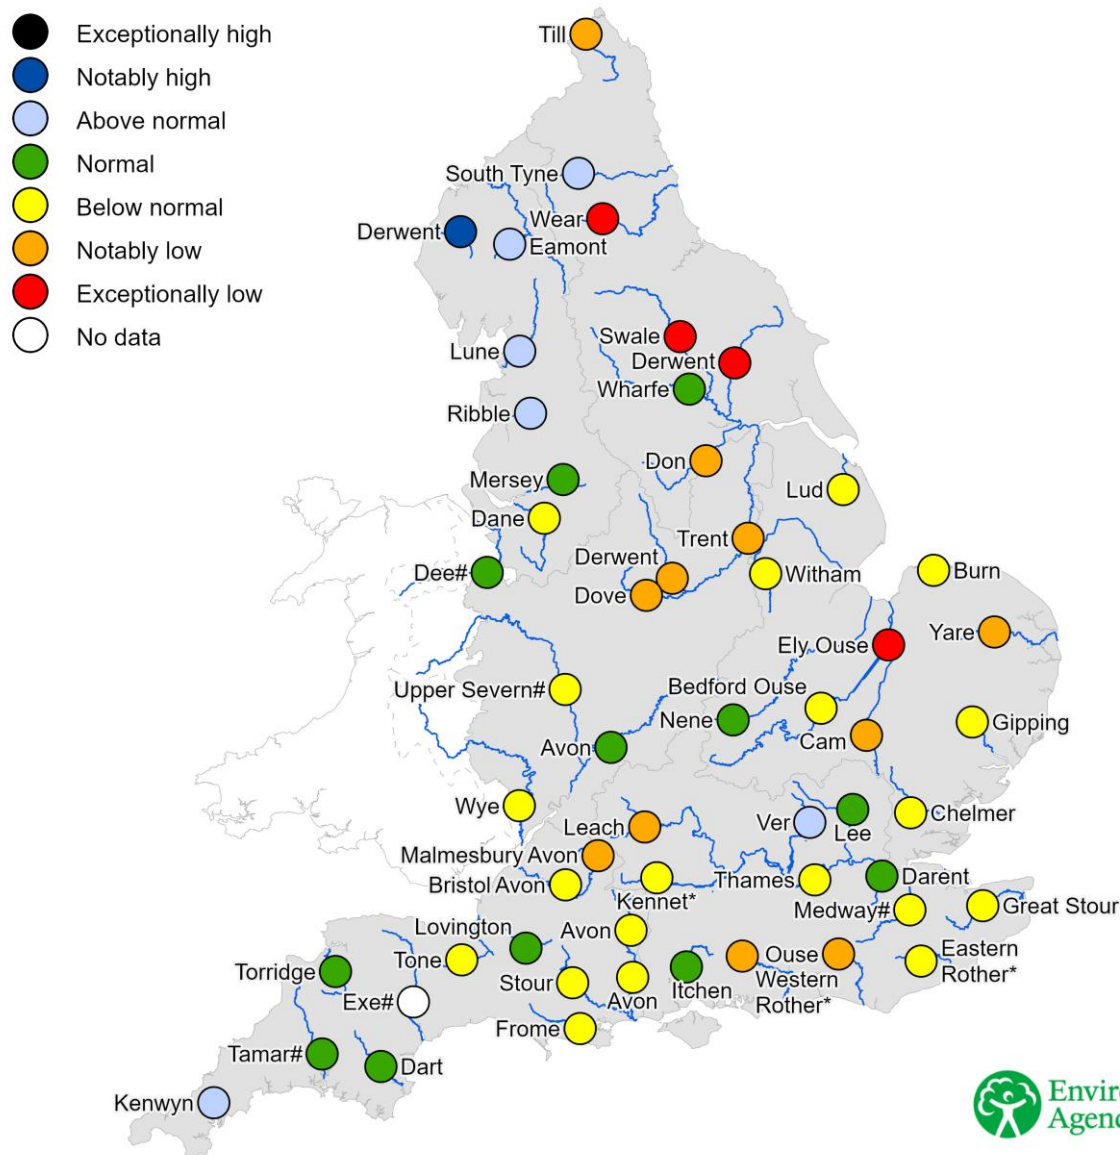 Exceptionally high
Notably high
Above normal
Normal
Below normal
Notably low
Exceptionally low
No data
Till
South Tyne
Wear
Derwent
Eamont
Swale
Lune
Derwent
Wharfe
Ribble
Don
Mersey
Lud
Dane
Trent
Derwent
Dee#
Witham
Burn
Dove
Yare
Ely Ouse
Bedford Ouse
Upper Severn#
Nene
Gipping
Cam
Avon
Wye
Chelmer
Ver
Leach
Lee
Malmesbury Avon
Bristol Avon
Thames
Darent
Kennet*
Medway#
Great Stour
Lovington
Avon
Ouse
Eastern
Rother*
Tone
Torridge
Western
Rother*
Stour
Itchen
Exe#
Avon
Frome
Tamar#
Dart
Kenwyn
Enviro
Agenc